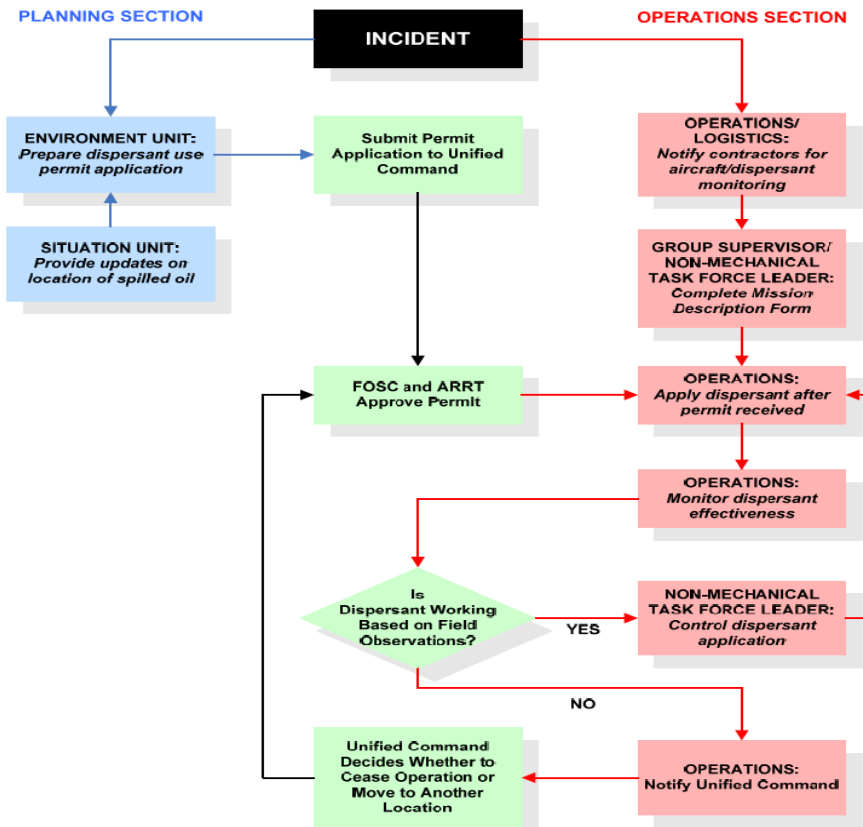 PLANNING SECTION
OPERATIONS SECTION
INCIDENT
ENVIRONMENT UNIT:
Prepare dispersant use
permit application
Submit Permit
Application to Unified
Command
OPERATIONS/
LOGISTICS:
Notify contractors for
aircraft/dispersant
monitoring
SITUATION UNIT:
Provide updates on
location of spilled oil
GROUP SUPERVISOR/
NON-MECHANICAL
TASK FORCE LEADER:
Complete Mission
Description Form
FOSC and ARRT
Approve Permit
OPERATIONS:
Apply dispersant after
permit received
OPERATIONS:
Monitor dispersant
effectiveness
Is
Dispersant Working
Based on Field
Observations?
YES
NON-MECHANICAL
TASK FORCE LEADER:
Control dispersant
application
NO
Unified Command
Decides Whether to
Cease Operation or
Move to Another
Location
OPERATIONS:
Notify Unified Command